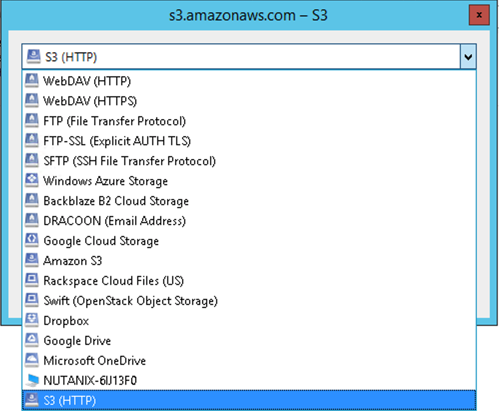 s3.amazonaws.com – S3
x
S3 (HTTP)
WebDAV (HTTP)
WebDAV (HTTPS)
FTP (File Transfer Protocol)
FTP-SSL (Explicit AUTH TLS)
SFTP (SSH File Transfer Protocol)
Windows Azure Storage
Backblaze B2 Cloud Storage
DRACOON (Email Address)
Google Cloud Storage
Amazon S3
Rackspace Cloud Files (US)
Swift (OpenStack Object Storage)
Dropbox
Google Drive
Microsoft OneDrive
NUTANIX-6IJ13F0
S3 (HTTP)